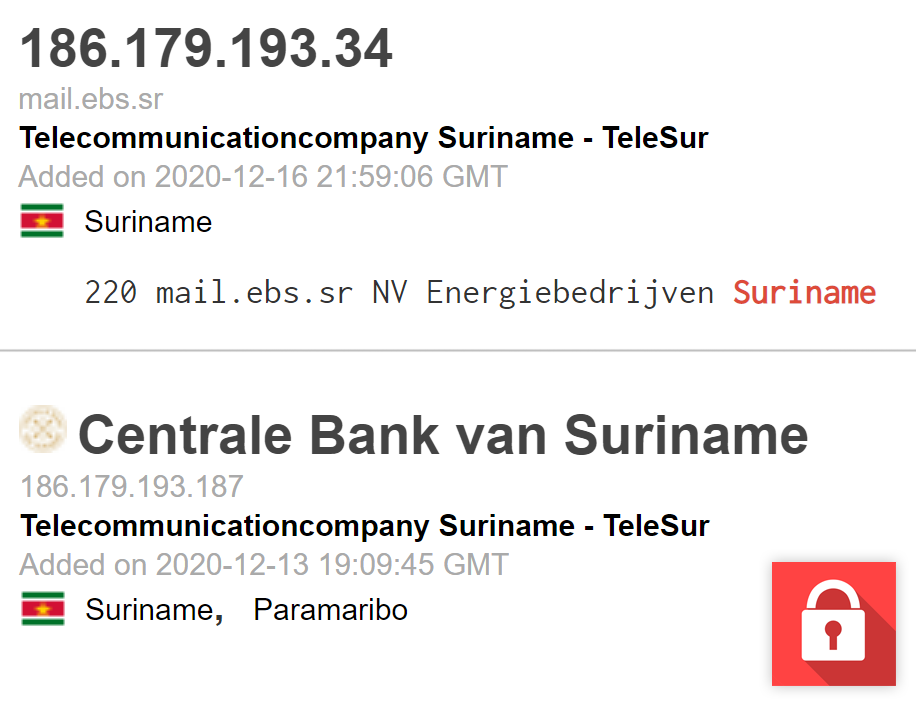 186.179.193.34
mail.ebs.sr
Telecommunicationcompany Suriname - TeleSur
Added on 2020-12-16 21:59:06 GMT
Suriname
220 mail.ebs.sr NV Energiebedrijven Suriname
Centrale Bank van Suriname
186.179.193.187
Telecommunicationcompany Suriname - TeleSur
Added on 2020-12-13 19:09:45 GMT
Suriname, Paramaribo